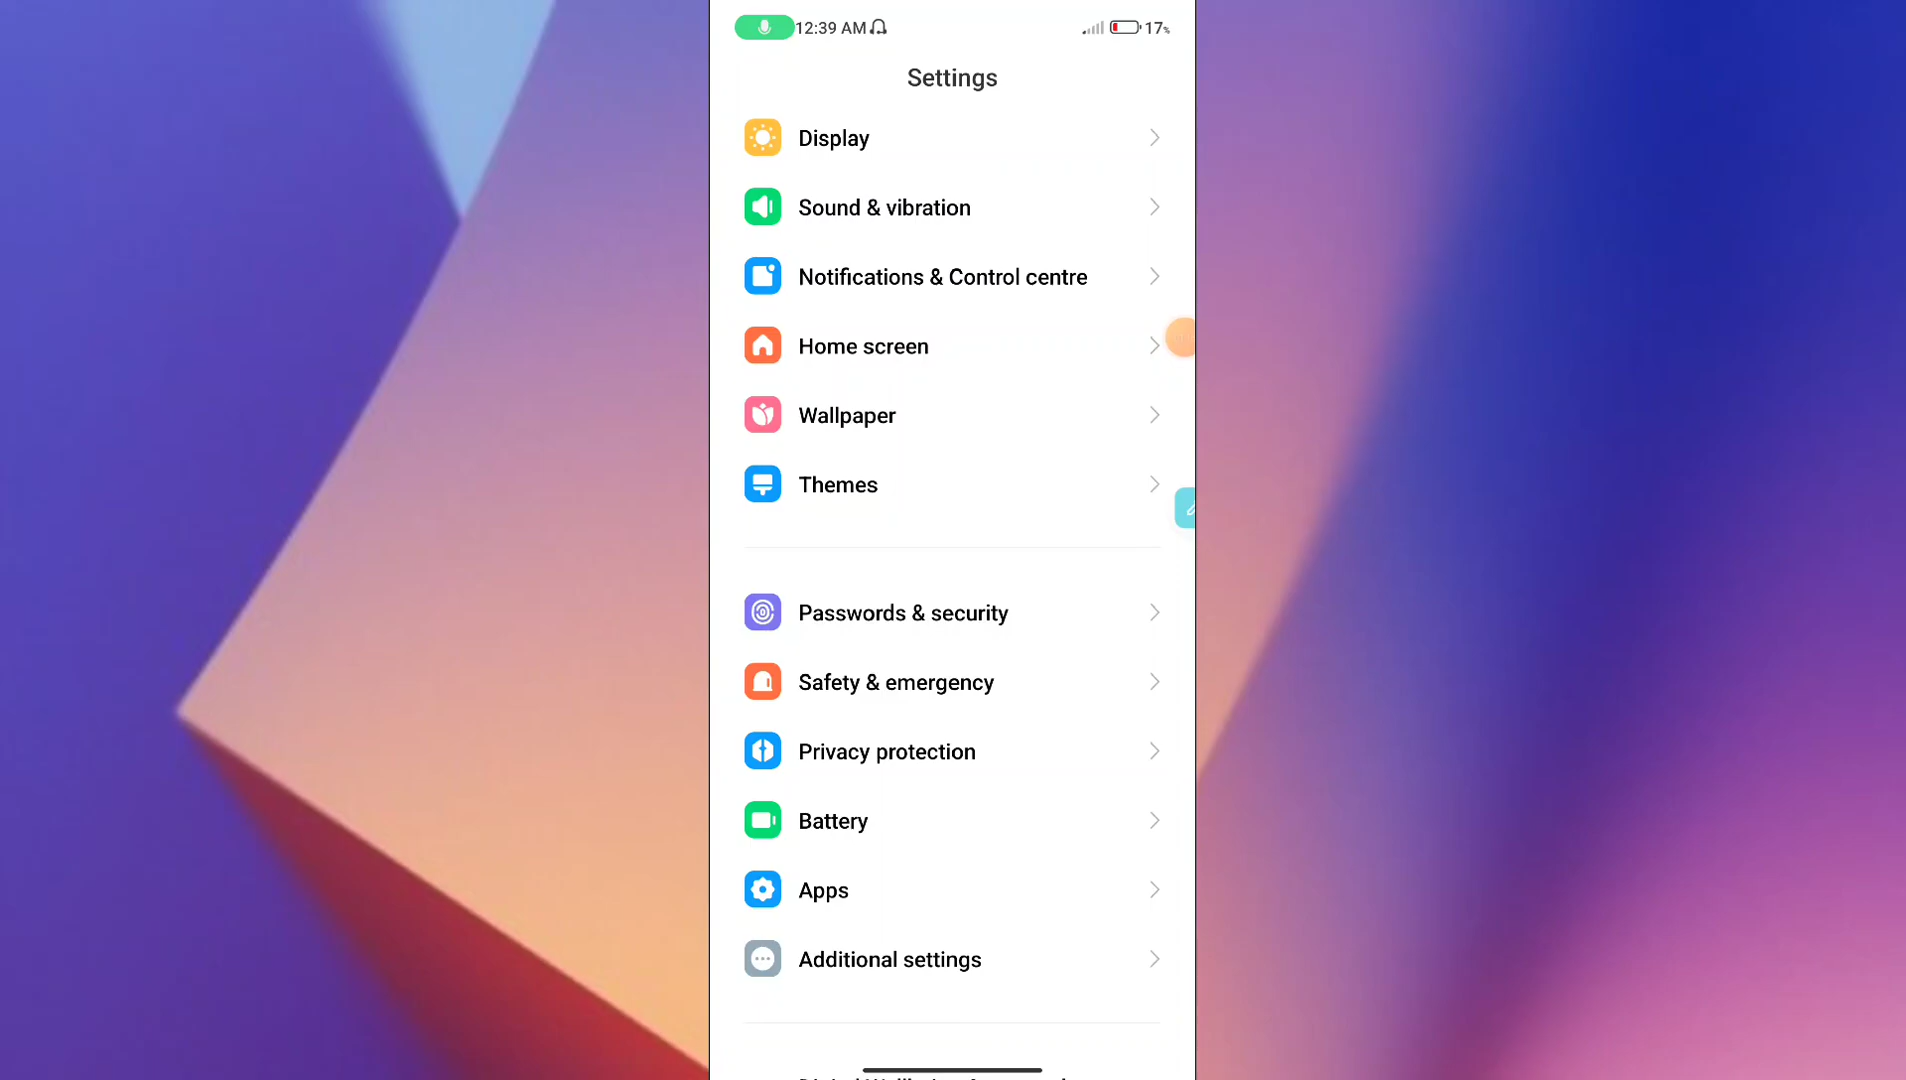 12:39 AM 17%
Settings
Display
Sound & vibration
Notifications & Control centre
Home screen
Wallpaper
Themes
Passwords & security
Safety & emergency
Privacy protection
Battery
Apps
Additional settings